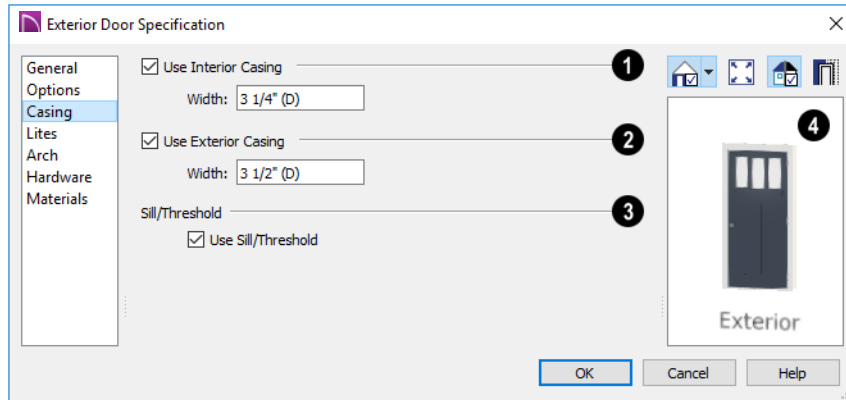 Exterior Door Specification
General
Options
Casing
Lites
Arch
Hardware
Materials
Use Interior Casing
1
Width: 3 1/4" (D)
Use Exterior Casing
2
Width: 3 1/2" (D)
Sill/Threshold
3
Use Sill/Threshold
4
Exterior
OK Cancel Help